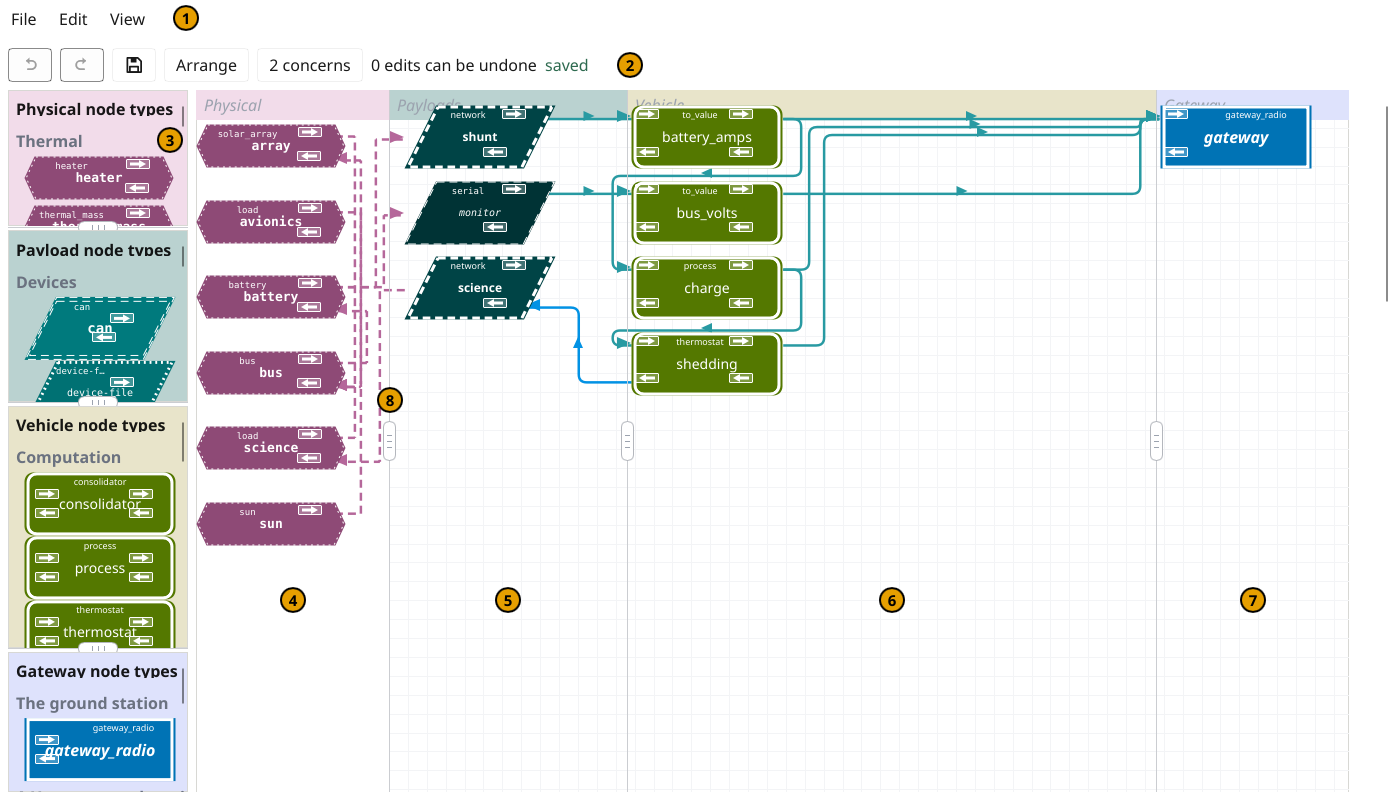 File Edit View 1
Arrange 2 concerns 0 edits can be undone saved 2
Physical node types
Thermal 3
heater
heater
thermal_mass
Payload node types
Devices
can
can
device-f…
device-file
Vehicle node types
Computation
consolidator
consolidator
process
process
thermostat
thermostat
Gateway node types
The ground station
gateway_radio
gateway_radio
Physical
solar_array
array
load
avionics
battery
battery
bus
bus
load
science
sun
sun
4
8
Payloads
network
shunt
serial
monitor
network
science
5
Vehicle
to_value
battery_amps
to_value
bus_volts
process
charge
thermostat
shedding
6
Gateway
gateway_radio
gateway
7